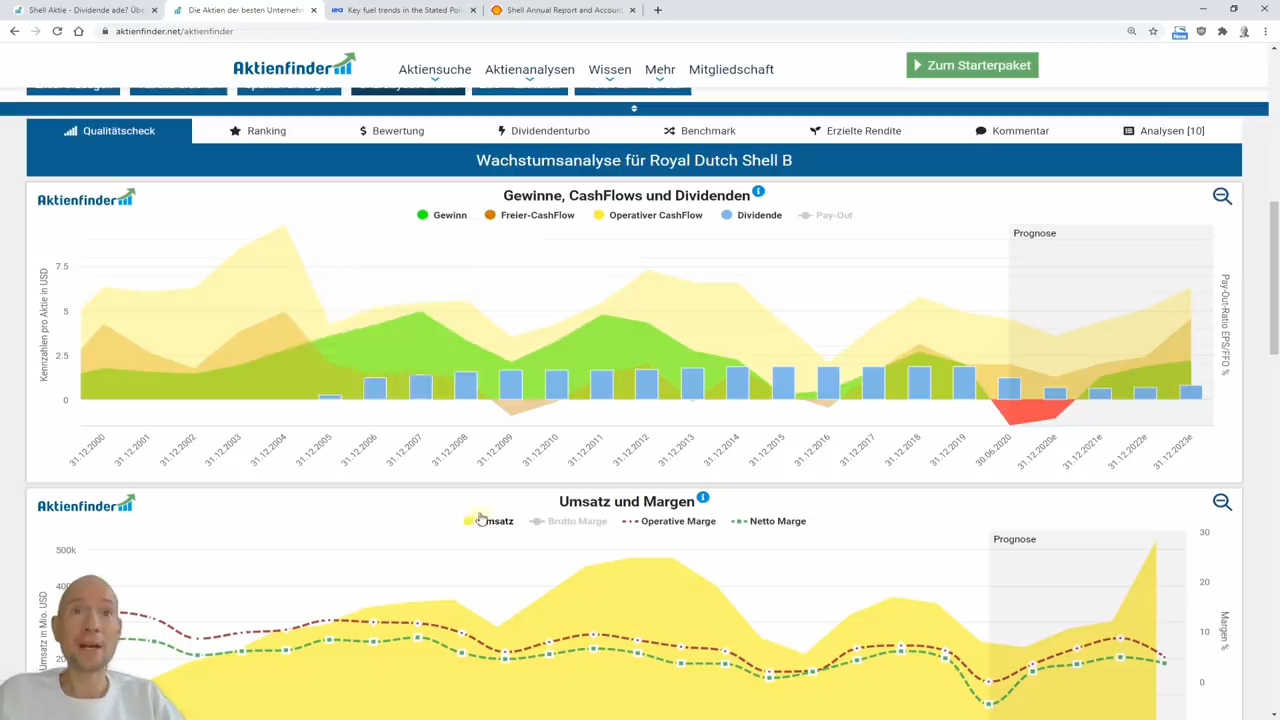 Shell Aktie - Dividende ade? Übe
Die Aktien der besten Unternehm
iea Key fuel trends in the Stated Pol
Shell Annual Report and Accoun
aktienfinder.net/aktienfinder
New
Aktienfinder
Aktiensuche Aktienanalysen Wissen Mehr Mitgliedschaft
Zum Starterpaket
Qualitätscheck Ranking Bewertung Dividendenturbo Benchmark Erzielte Rendite Kommentar Analysen [10]
Wachstumsanalyse für Royal Dutch Shell B
Aktienfinder
Gewinne, CashFlows und Dividenden
Gewinn Freier-CashFlow Operativer CashFlow Dividende Pay-Out
Prognose
Kennzahlen pro Aktie in USD
7.5
5
2.5
0
Pay-Out-Ratio EPS/FFO %
31.12.2000 31.12.2001 31.12.2002 31.12.2003 31.12.2004 31.12.2005 31.12.2006 31.12.2007 31.12.2008 31.12.2009 31.12.2010 31.12.2011 31.12.2012 31.12.2013 31.12.2014 31.12.2015 31.12.2016 31.12.2017 31.12.2018 31.12.2019 30.06.2020 31.12.2020e 31.12.2021e 31.12.2022e 31.12.2023e
Aktienfinder
Umsatz und Margen
Umsatz Brutto Marge Operative Marge Netto Marge
Prognose
Umsatz in Mio. USD
500k
400
200
30
20
10
0
Margen %